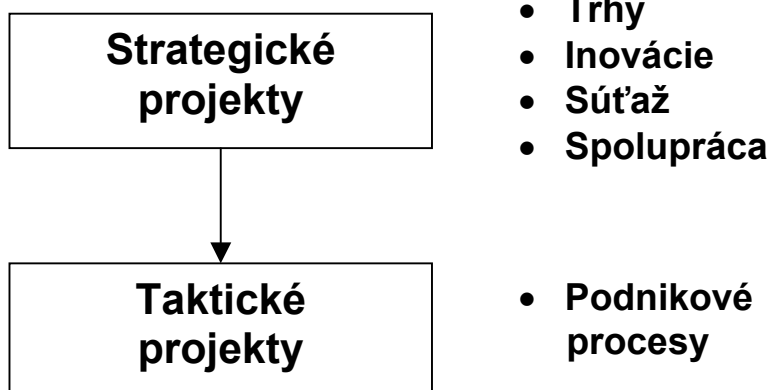 Strategické
projekty
• Trhy
• Inovácie
• Súťaž
• Spolupráca
Taktické
projekty
• Podnikové
procesy